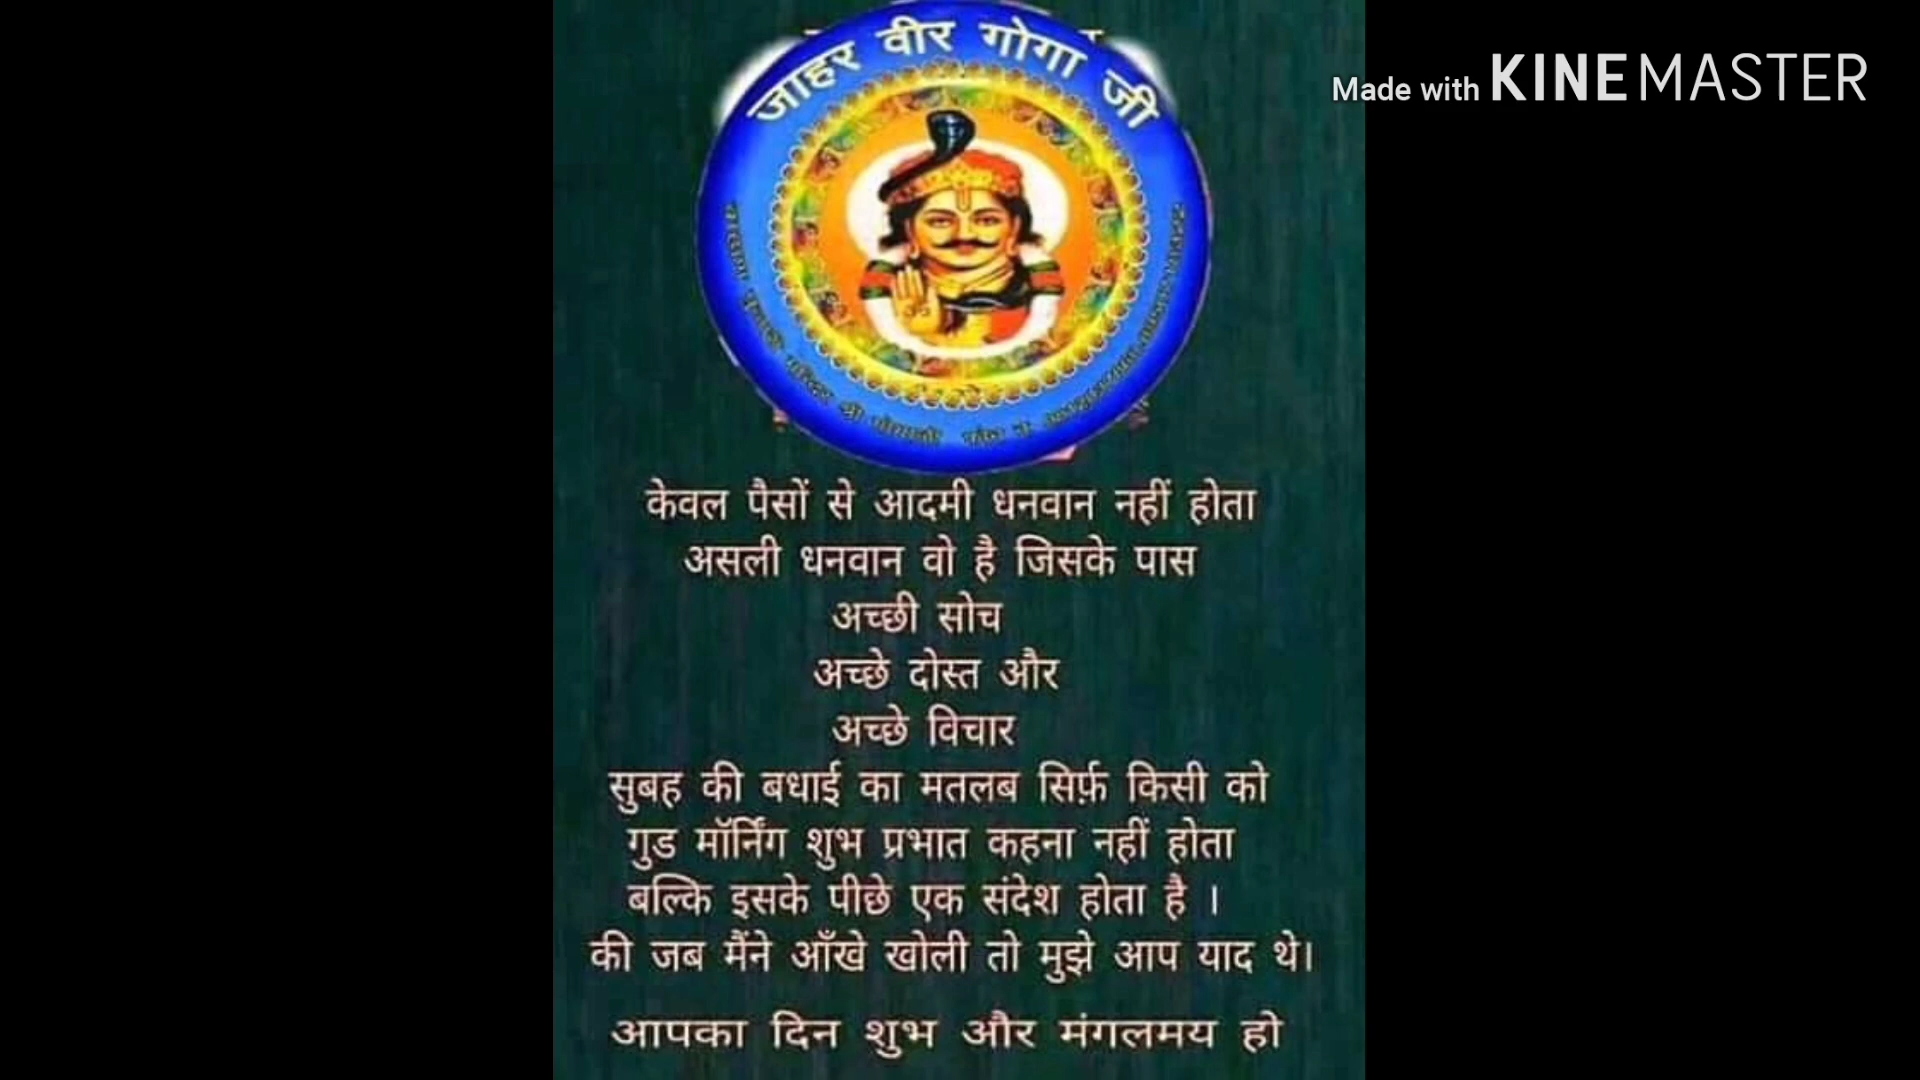 जाहर वीर गोगा जी
Made with KINEMASTER
केवल पैसों से आदमी धनवान नहीं होता
असली धनवान वो है जिसके पास
अच्छी सोच
अच्छे दोस्त और
अच्छे विचार
सुबह की बधाई का मतलब सिर्फ़ किसी को
गुड मॉर्निंग शुभ प्रभात कहना नहीं होता
बल्कि इसके पीछे एक संदेश होता है ।
की जब मैंने आँखे खोली तो मुझे आप याद थे।
आपका दिन शुभ और मंगलमय हो